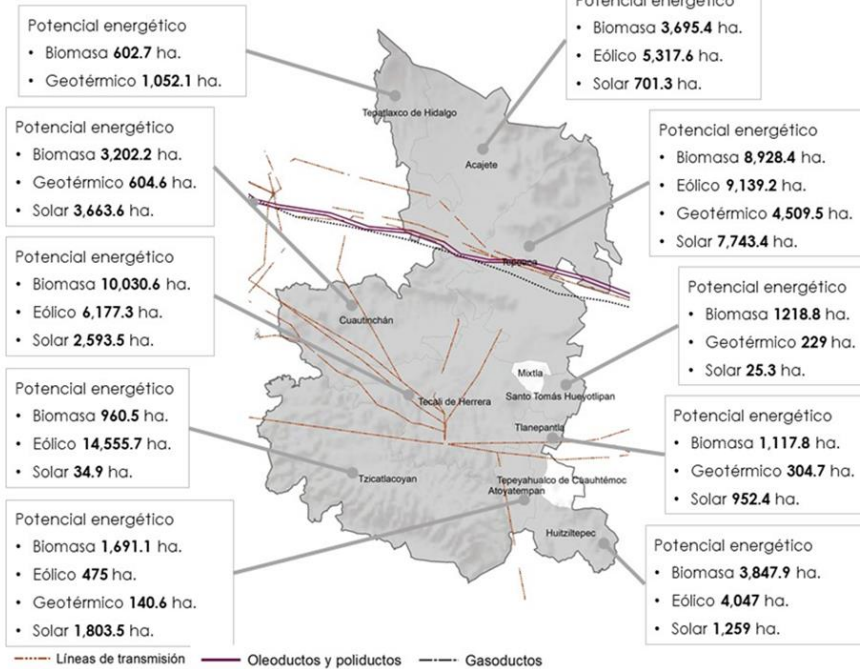 Potencial energético
• Biomasa 602.7 ha.
• Geotérmico 1,052.1 ha.
Potencial energético
• Biomasa 3,695.4 ha.
• Eólico 5,317.6 ha.
• Solar 701.3 ha.
Potencial energético
• Biomasa 3,202.2 ha.
• Geotérmico 604.6 ha.
• Solar 3,663.6 ha.
Potencial energético
• Biomasa 8,928.4 ha.
• Eólico 9,139.2 ha.
• Geotérmico 4,509.5 ha.
• Solar 7,743.4 ha.
Potencial energético
• Biomasa 10,030.6 ha.
• Eólico 6,177.3 ha.
• Solar 2,593.5 ha.
Potencial energético
• Biomasa 1218.8 ha.
• Geotérmico 229 ha.
• Solar 25.3 ha.
Potencial energético
• Biomasa 960.5 ha.
• Eólico 14,555.7 ha.
• Solar 34.9 ha.
Potencial energético
• Biomasa 1,117.8 ha.
• Geotérmico 304.7 ha.
• Solar 952.4 ha.
Potencial energético
• Biomasa 1,691.1 ha.
• Eólico 475 ha.
• Geotérmico 140.6 ha.
• Solar 1,803.5 ha.
Potencial energético
• Biomasa 3,847.9 ha.
• Eólico 4,047 ha.
• Solar 1,259 ha.
Tepatlaxco de Hidalgo
Acajete
Tepeaca
Cuautinchán
Mixtla
Santo Tomás Hueyotlipan
Tecali de Herrera
Tlanepantla
Tzicatlacoyan
Tepeyahualco de Cuauhtémoc
Atoyatempan
Huitziltepec
Líneas de transmisión
Oleoductos y poliductos
Gasoductos